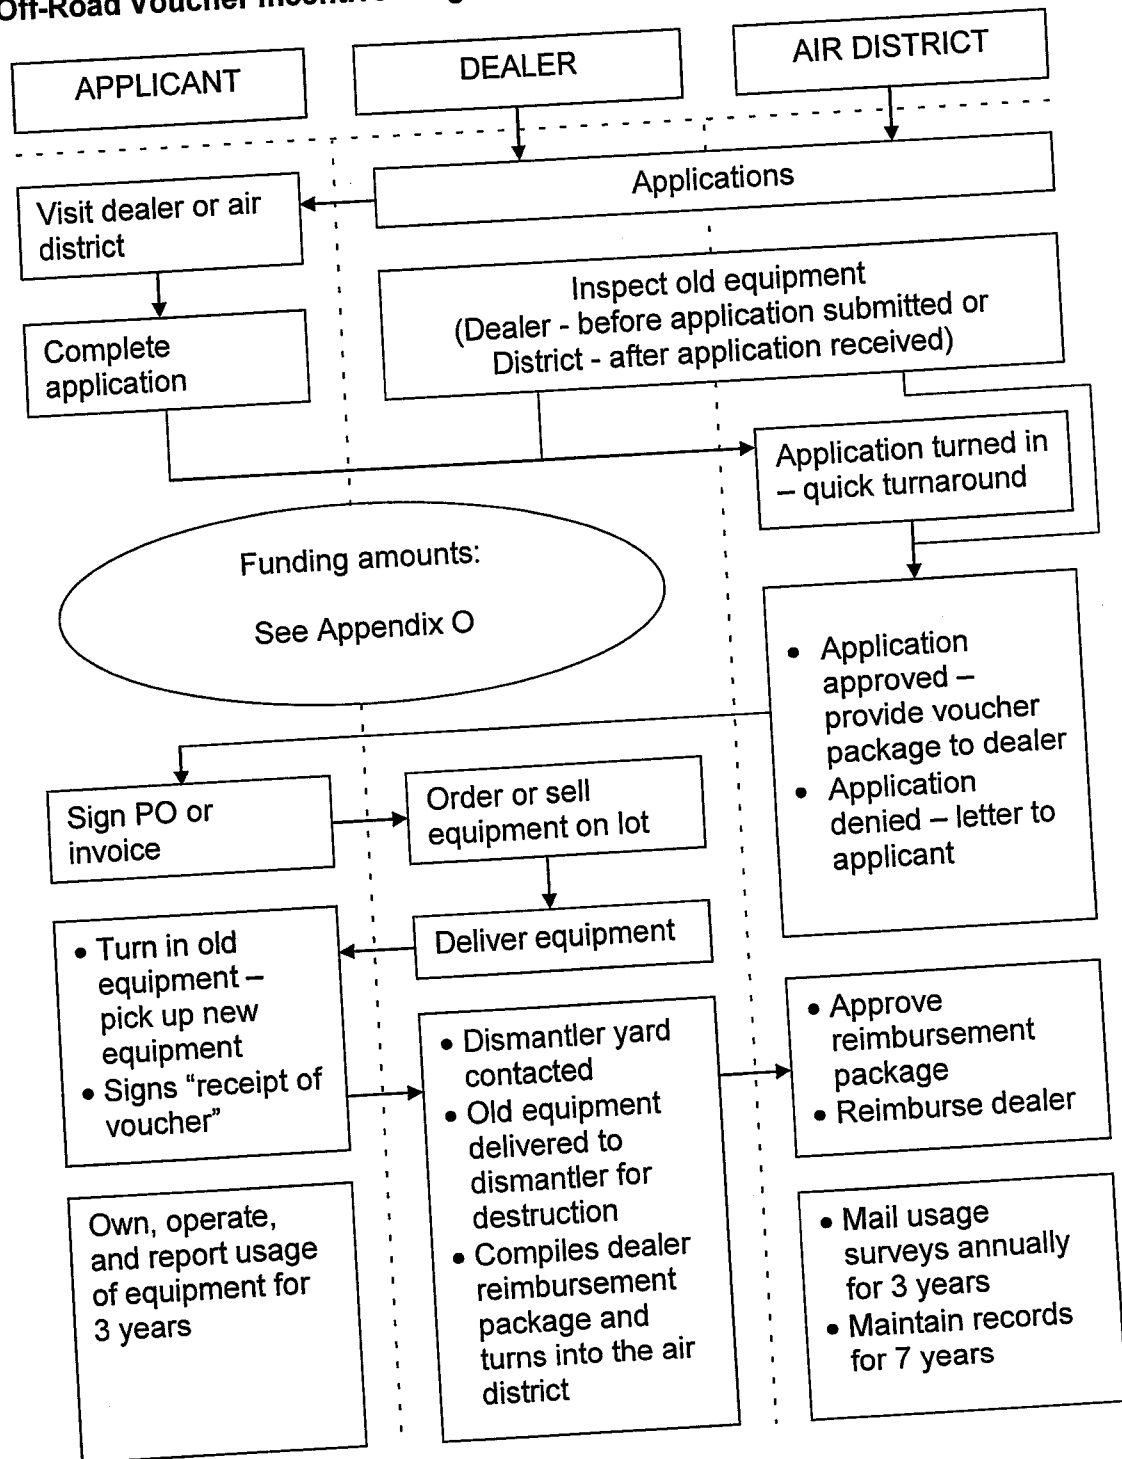 Off-Road Voucher
APPLICANT
DEALER
AIR DISTRICT
Applications
Visit dealer or air
district
Inspect old equipment
(Dealer - before application submitted or
District - after application received)
Complete
application
Application turned in
– quick turnaround
Funding amounts:
See Appendix O
• Application
approved –
provide voucher
package to dealer
• Application
denied – letter to
applicant
Sign PO or
invoice
Order or sell
equipment on lot
Deliver equipment
• Turn in old
equipment –
pick up new
equipment
• Signs “receipt of
voucher”
• Dismantler yard
contacted
• Old equipment
delivered to
dismantler for
destruction
• Compiles dealer
reimbursement
package and
turns into the air
district
• Approve
reimbursement
package
• Reimburse dealer
Own, operate,
and report usage
of equipment for
3 years
• Mail usage
surveys annually
for 3 years
• Maintain records
for 7 years